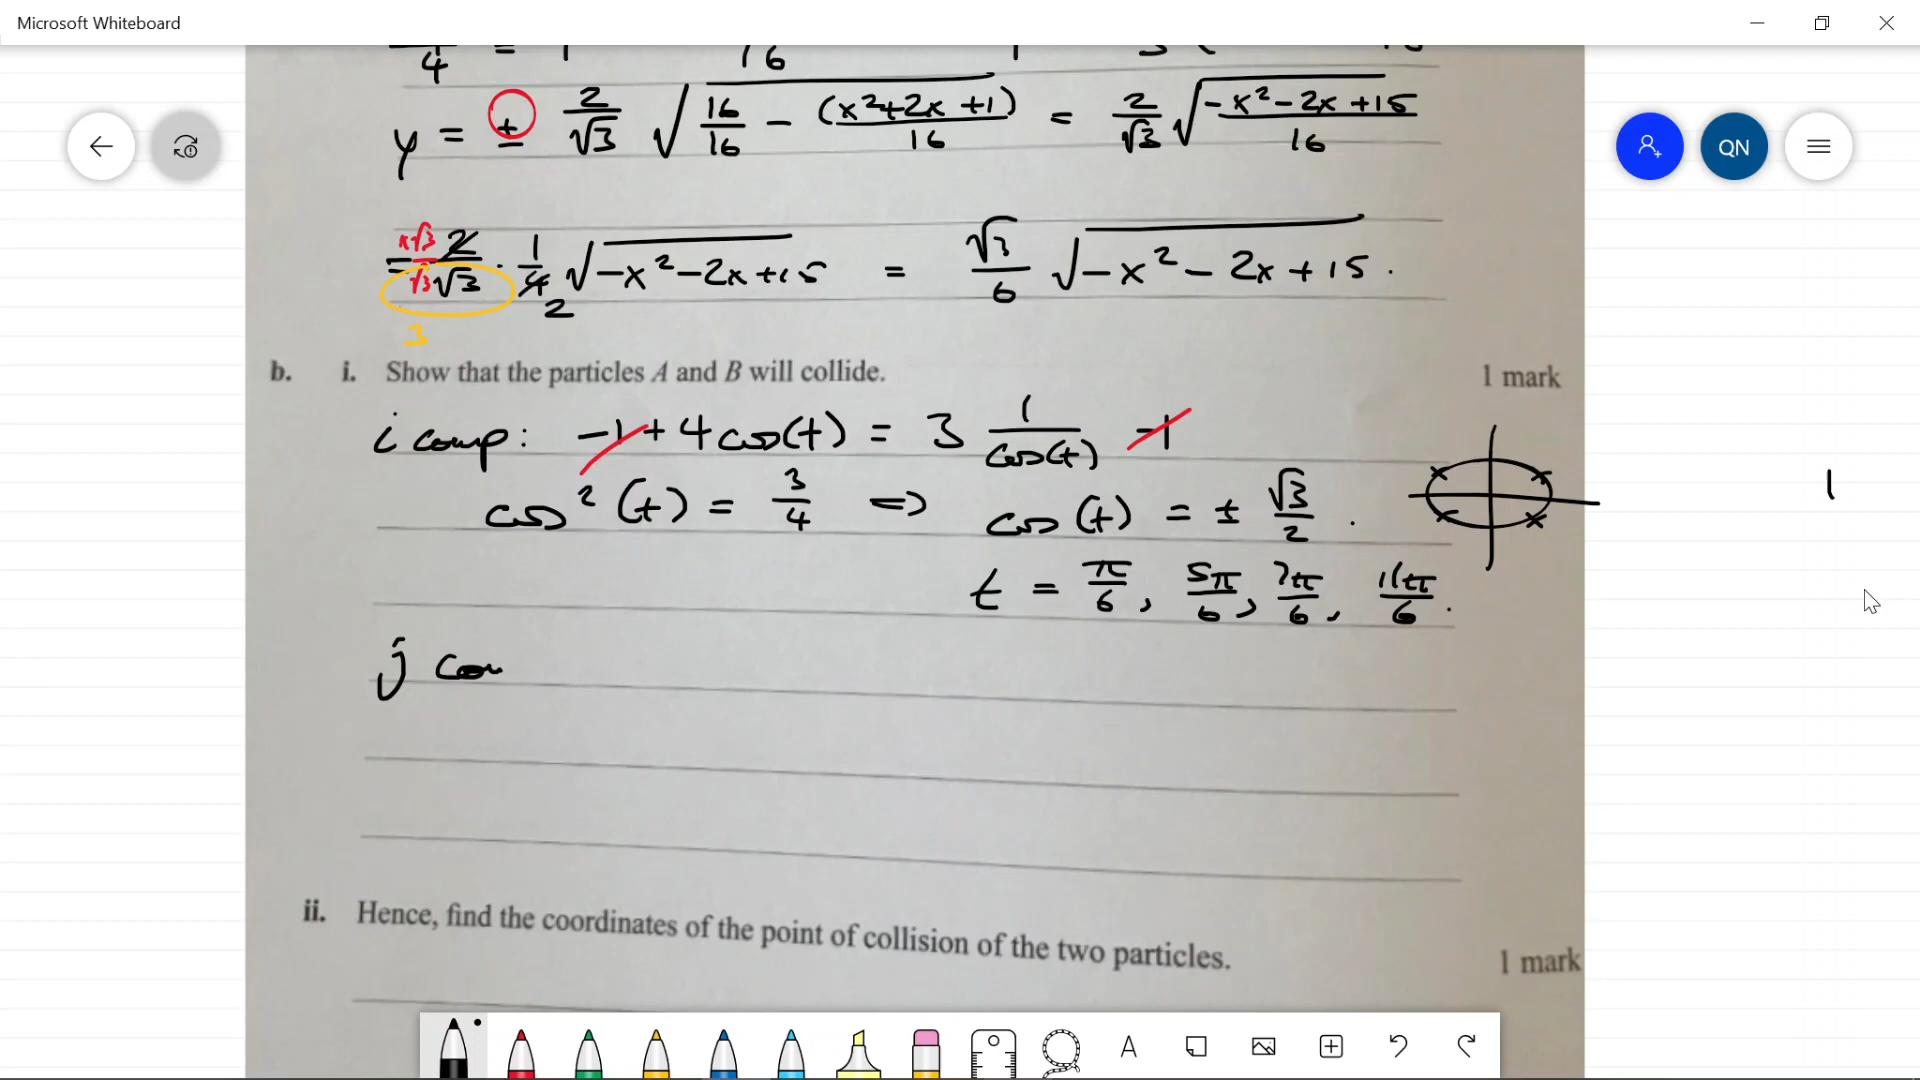 Microsoft Whiteboard
QN
y = ± 2/√3 √(16/16 − (x²+2x+1)/16) = 2/√3 √((−x²−2x+15)/16)
= ×√3/√3 2/√3 · 1/4 √(−x²−2x+15) = √3/6 √(−x²−2x+15) .
2
3
b. i. Show that the particles A and B will collide. 1 mark
i comp: −1 + 4cos(t) = 3 1/cos(t) −1
cos²(t) = 3/4 => cos(t) = ± √3/2 .
t = π/6, 5π/6, 7π/6, 11π/6.
j com
ii. Hence, find the coordinates of the point of collision of the two particles. 1 mark
A